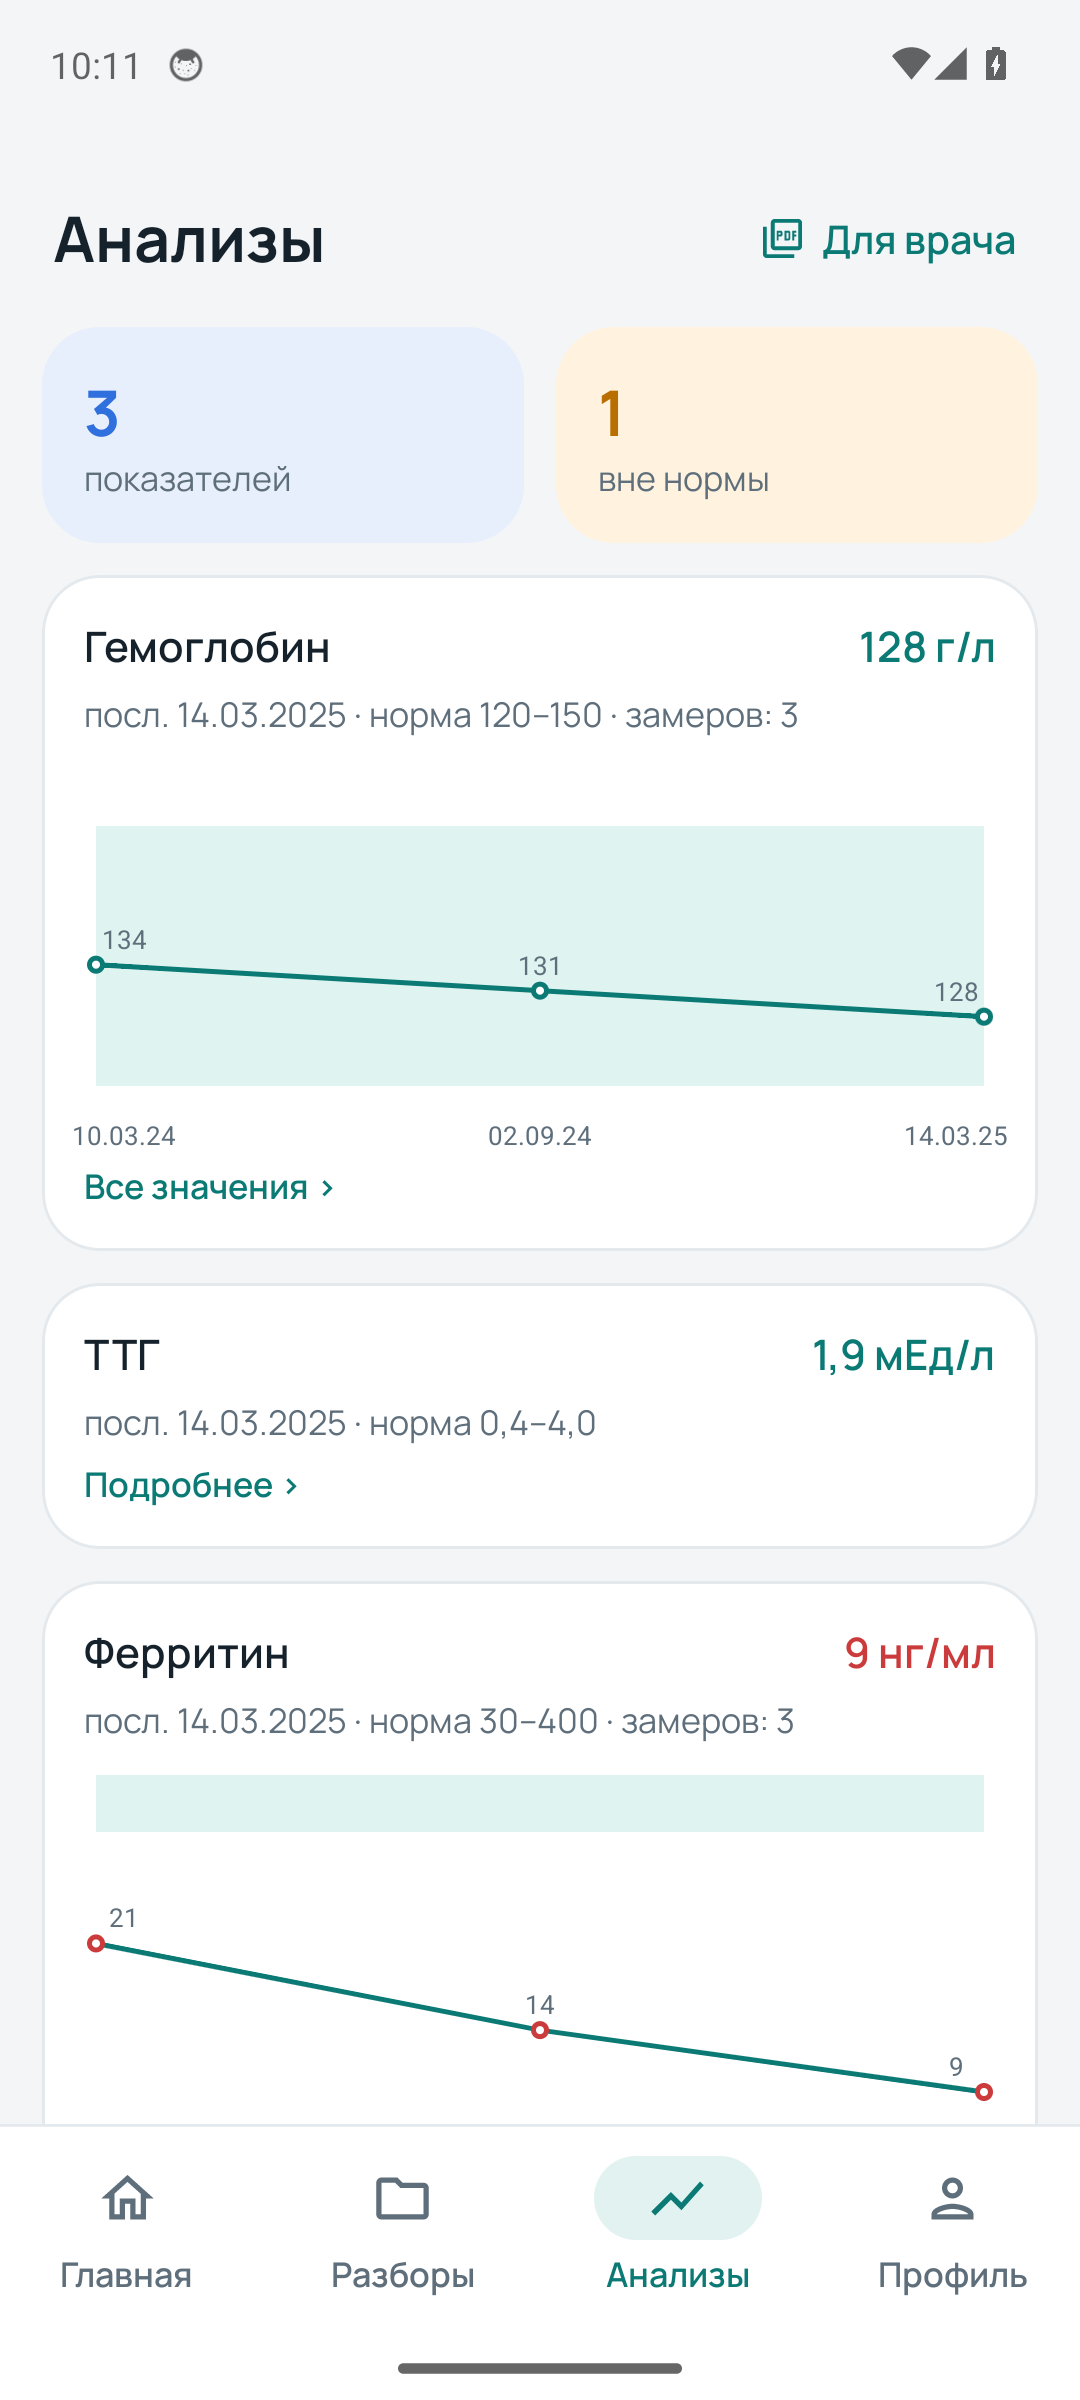 10:11
Анализы
PDF Для врача
3
показателей
1
вне нормы
Гемоглобин
128 г/л
посл. 14.03.2025 · норма 120–150 · замеров: 3
134
131
128
10.03.24
02.09.24
14.03.25
Все значения ›
ТТГ
1,9 мЕд/л
посл. 14.03.2025 · норма 0,4–4,0
Подробнее ›
Ферритин
9 нг/мл
посл. 14.03.2025 · норма 30–400 · замеров: 3
21
14
9
Главная
Разборы
Анализы
Профиль